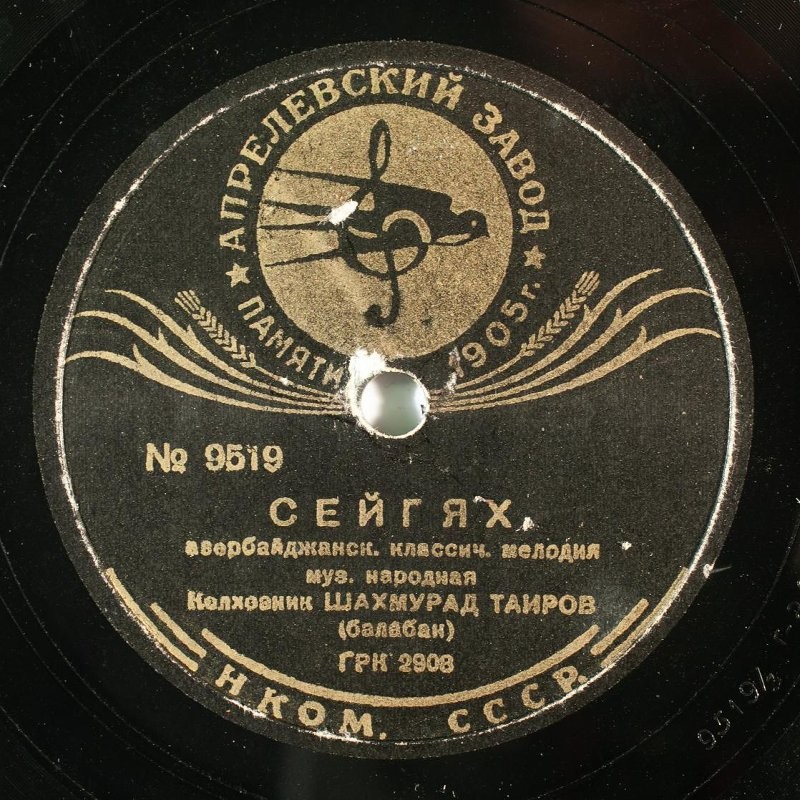 ★ АПРЕЛЕВСКИЙ ЗАВОД ★
ПАМЯТИ 1905 г.
№ 9519
СЕЙГЯХ
азербайджанск. классич. мелодия
муз. народная
Колхозник ШАХМУРАД ТАИРОВ
(балабан)
ГРК 2908
НКОМ. СССР.